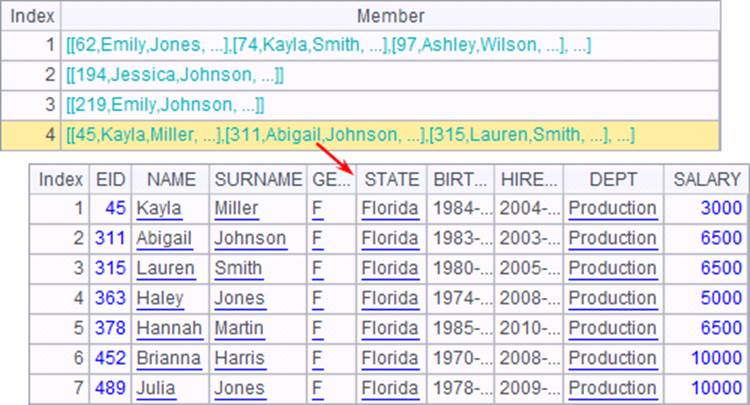 Index Member
1 [[62,Emily,Jones, ...],[74,Kayla,Smith, ...],[97,Ashley,Wilson, ...], ...]
2 [[194,Jessica,Johnson, ...]]
3 [[219,Emily,Johnson, ...]]
4 [[45,Kayla,Miller, ...],[311,Abigail,Johnson, ...],[315,Lauren,Smith, ...], ...]
Index EID NAME SURNAME GE... STATE BIRT... HIRE... DEPT SALARY
1 45 Kayla Miller F Florida 1984-... 2004-... Production 3000
2 311 Abigail Johnson F Florida 1983-... 2003-... Production 6500
3 315 Lauren Smith F Florida 1980-... 2005-... Production 6500
4 363 Haley Jones F Florida 1974-... 2008-... Production 5000
5 378 Hannah Martin F Florida 1985-... 2010-... Production 6500
6 452 Brianna Harris F Florida 1970-... 2008-... Production 10000
7 489 Julia Jones F Florida 1978-... 2009-... Production 10000